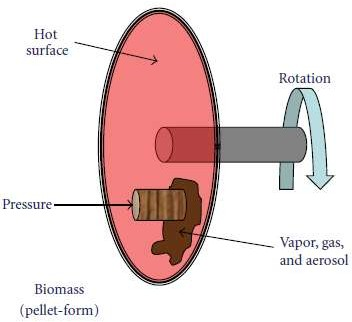 Hot
surface
Rotation
Pressure
Vapor, gas,
and aerosol
Biomass
(pellet-form)